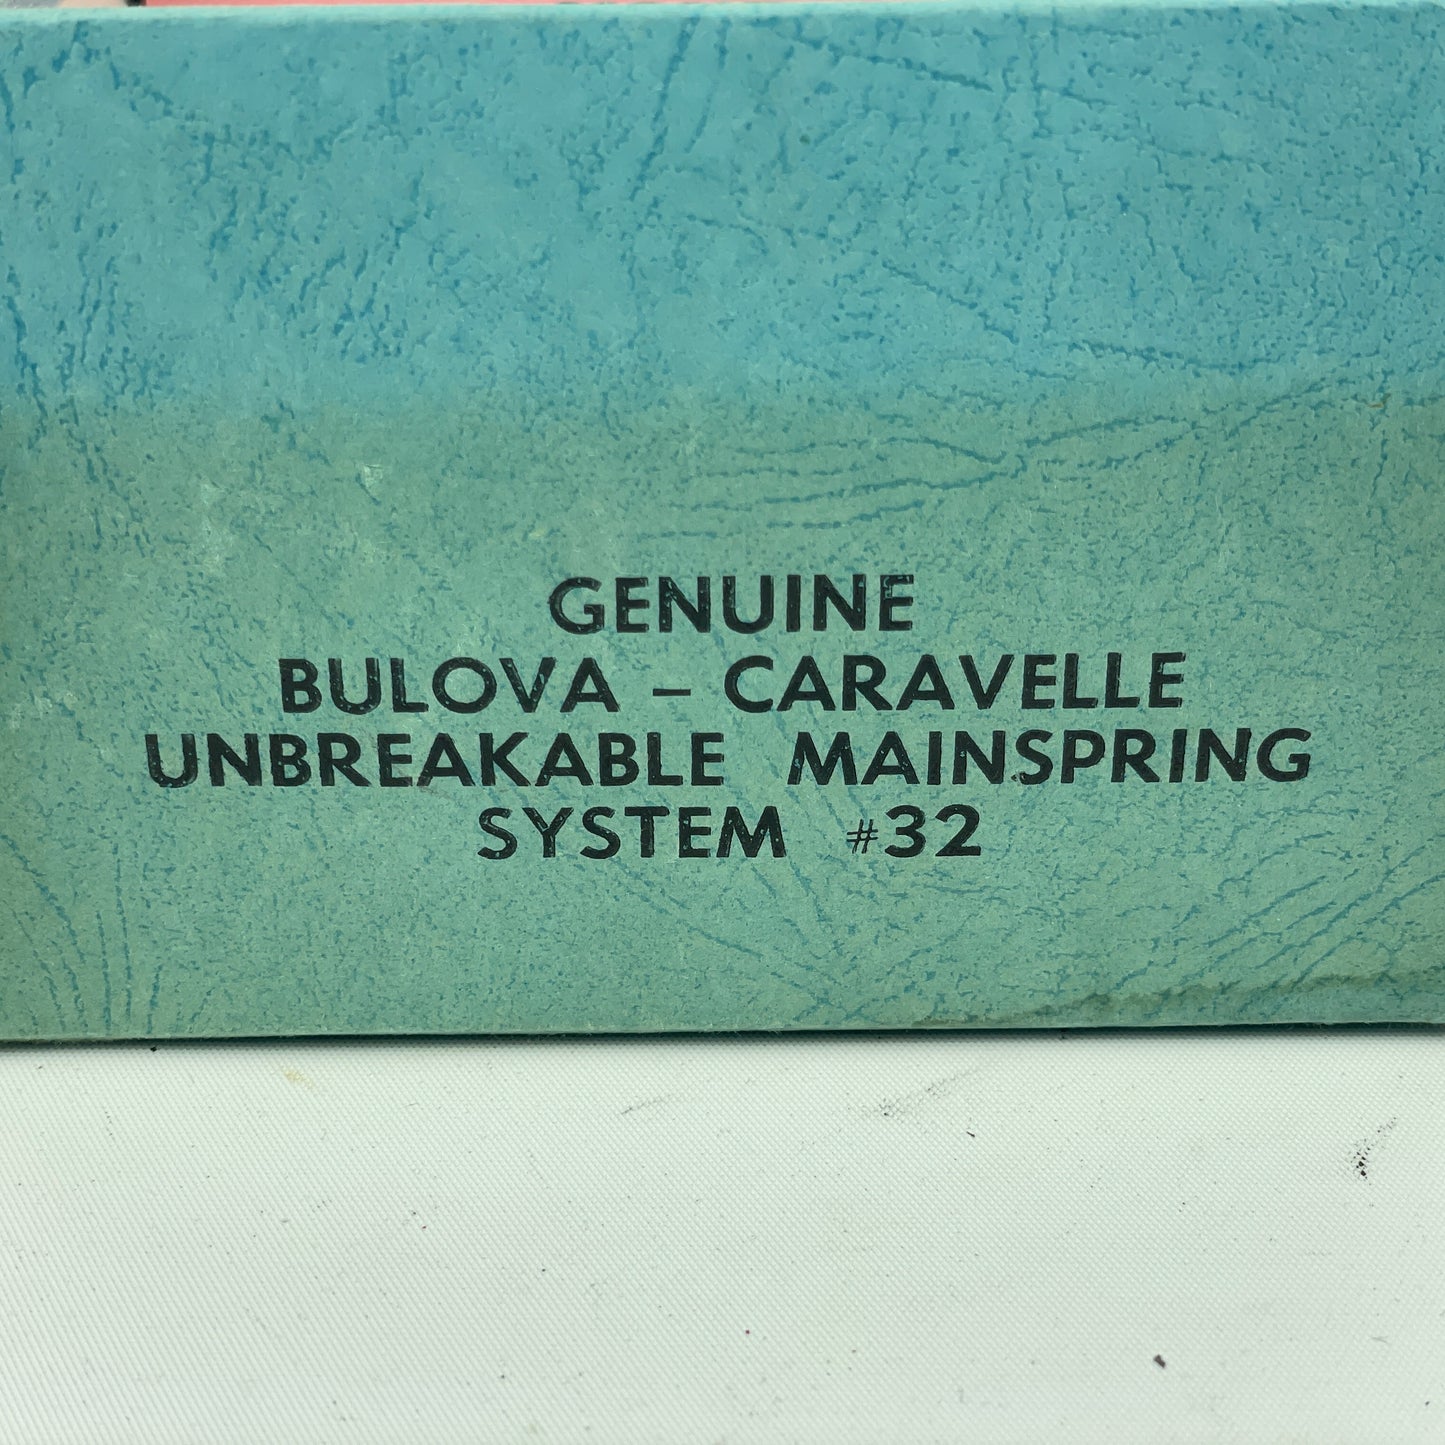 GENUINE
BULOVA – CARAVELLE
UNBREAKABLE MAINSPRING
SYSTEM #32